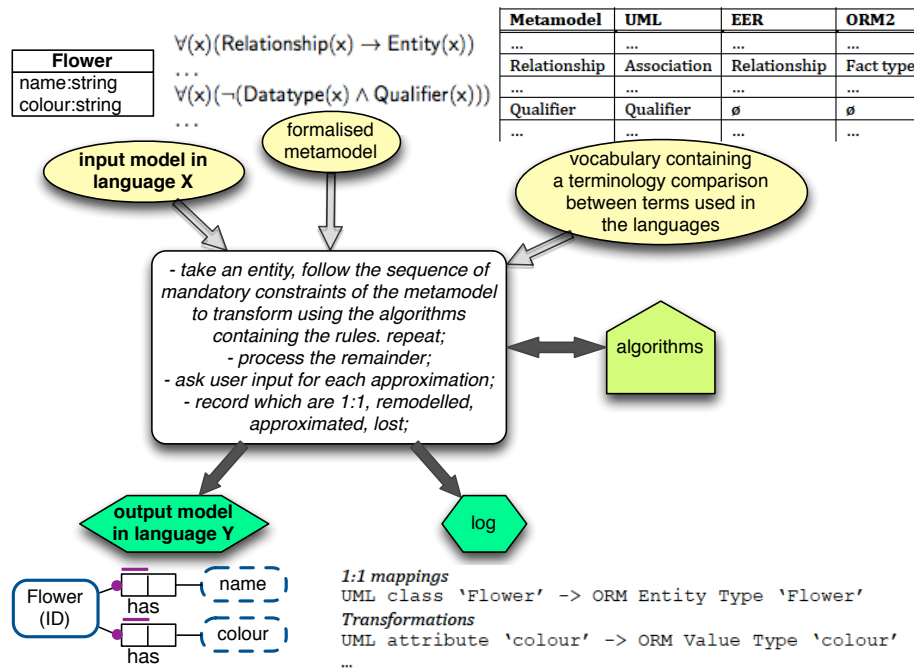 Flower
name:string
colour:string
∀(x)(Relationship(x) → Entity(x))
...
∀(x)(¬(Datatype(x) ∧ Qualifier(x)))
...
Metamodel UML EER ORM2
... ... ... ...
Relationship Association Relationship Fact type
... ... ... ...
Qualifier Qualifier ø ø
... ... ... ...
input model in
language X
formalised
metamodel
vocabulary containing
a terminology comparison
between terms used in
the languages
- take an entity, follow the sequence of
mandatory constraints of the metamodel
to transform using the algorithms
containing the rules. repeat;
- process the remainder;
- ask user input for each approximation;
- record which are 1:1, remodelled,
approximated, lost;
algorithms
output model
in language Y
log
Flower
(ID)
has
name
has
colour
1:1 mappings
UML class ‘Flower’ -> ORM Entity Type ‘Flower’
Transformations
UML attribute ‘colour’ -> ORM Value Type ‘colour’
...